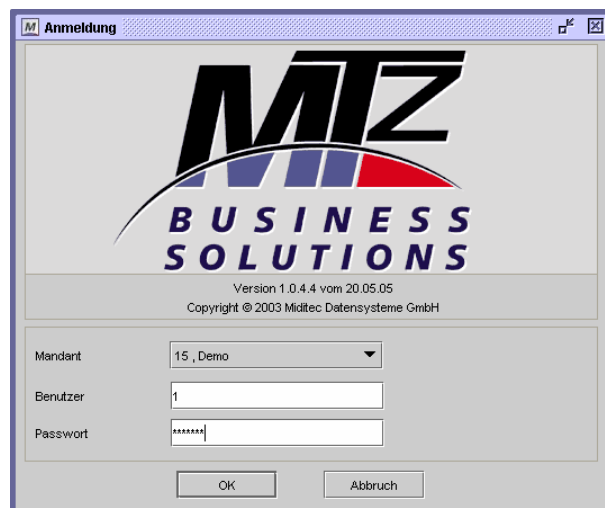 M Anmeldung
MTZ
BUSINESS
SOLUTIONS
Version 1.0.4.4 vom 20.05.05
Copyright © 2003 Miditec Datensysteme GmbH
Mandant 15 , Demo
Benutzer 1
Passwort *******
OK Abbruch